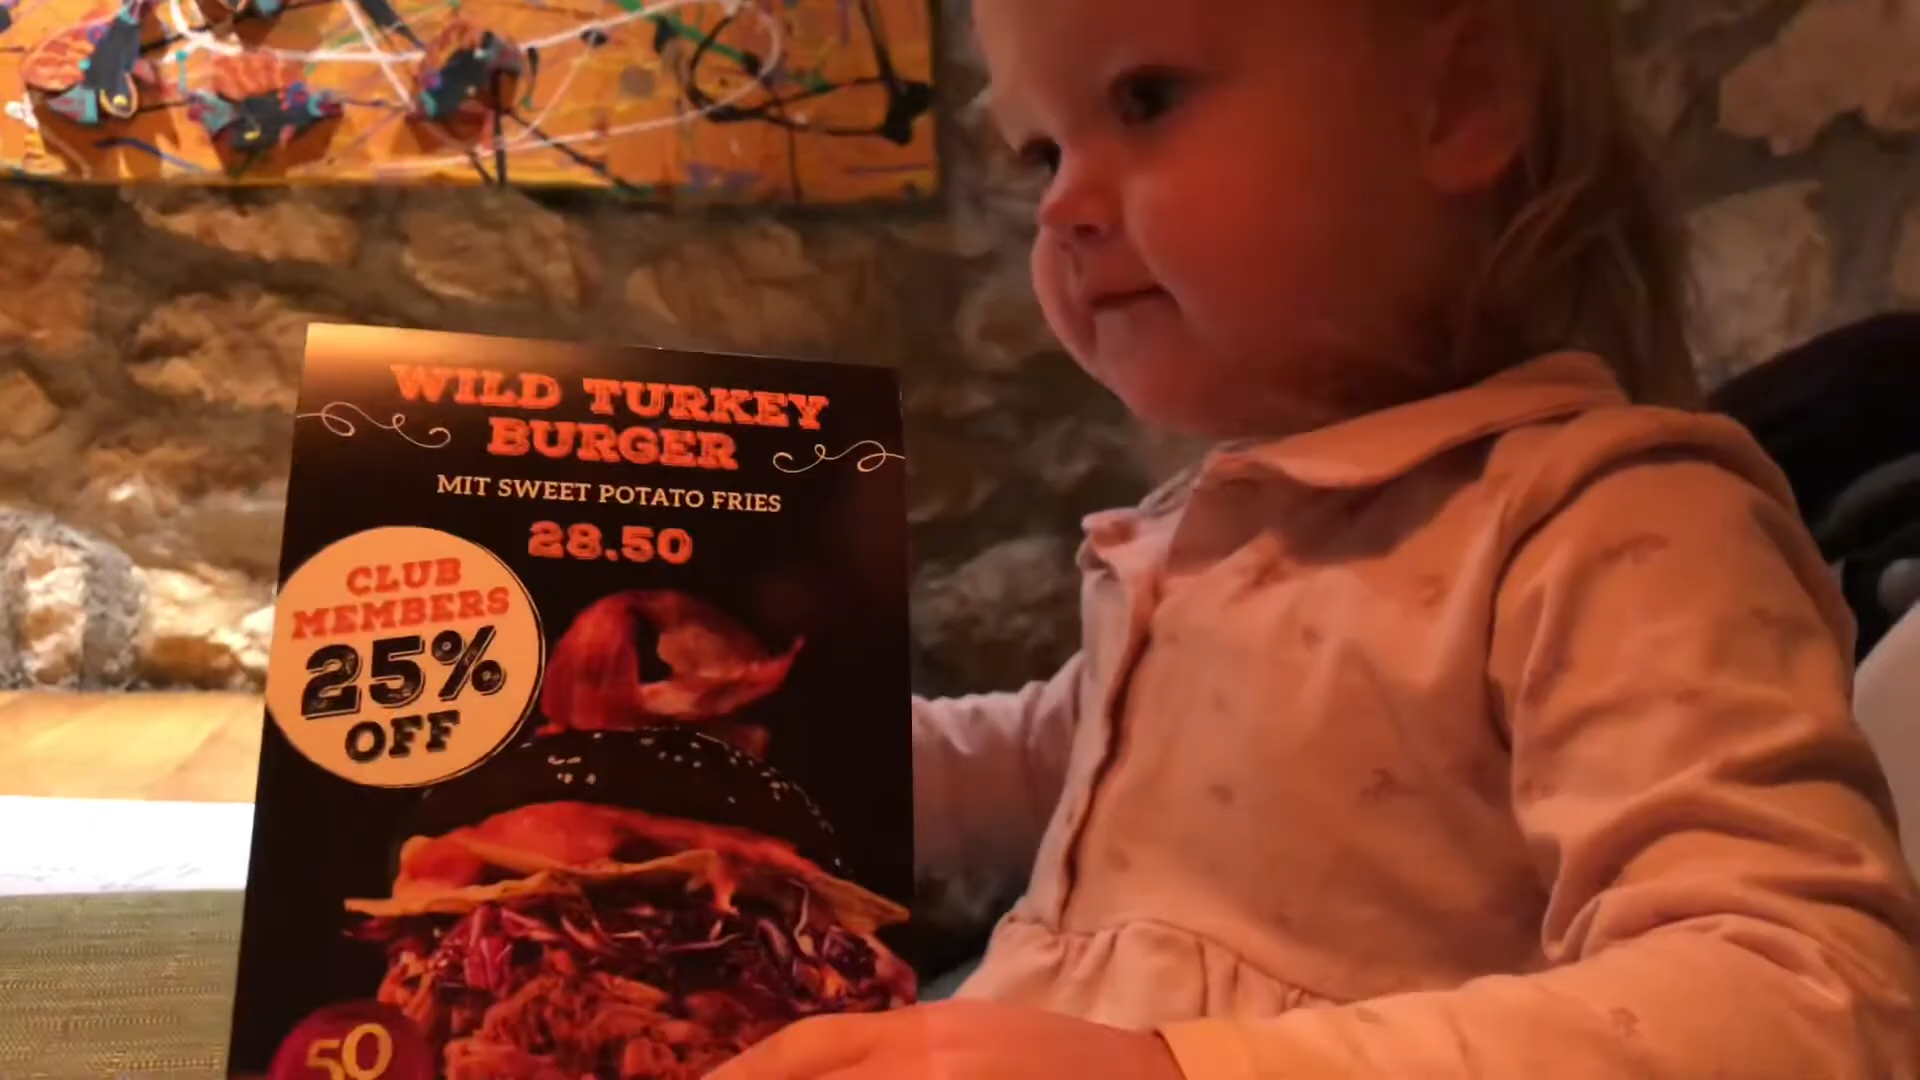 WILD TURKEY
BURGER
MIT SWEET POTATO FRIES
28.50
CLUB
MEMBERS
25%
OFF
50